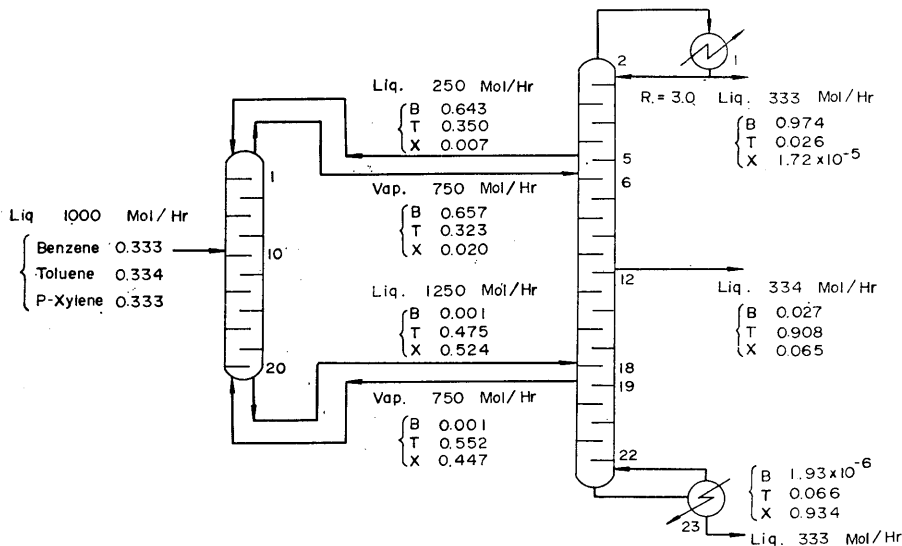 2
1
Liq. 250 Mol/Hr
B 0.643
T 0.350
X 0.007
R = 3.0 Liq. 333 Mol/Hr
B 0.974
T 0.026
X 1.72×10⁻⁵
1
5
6
Vap. 750 Mol/Hr
B 0.657
T 0.323
X 0.020
Liq 1000 Mol/Hr
Benzene 0.333
Toluene 0.334
P-Xylene 0.333
10
12
Liq. 1250 Mol/Hr
B 0.001
T 0.475
X 0.524
Liq. 334 Mol/Hr
B 0.027
T 0.908
X 0.065
20
18
19
Vap. 750 Mol/Hr
B 0.001
T 0.552
X 0.447
22
B 1.93×10⁻⁶
T 0.066
X 0.934
23
Liq. 333 Mol/Hr